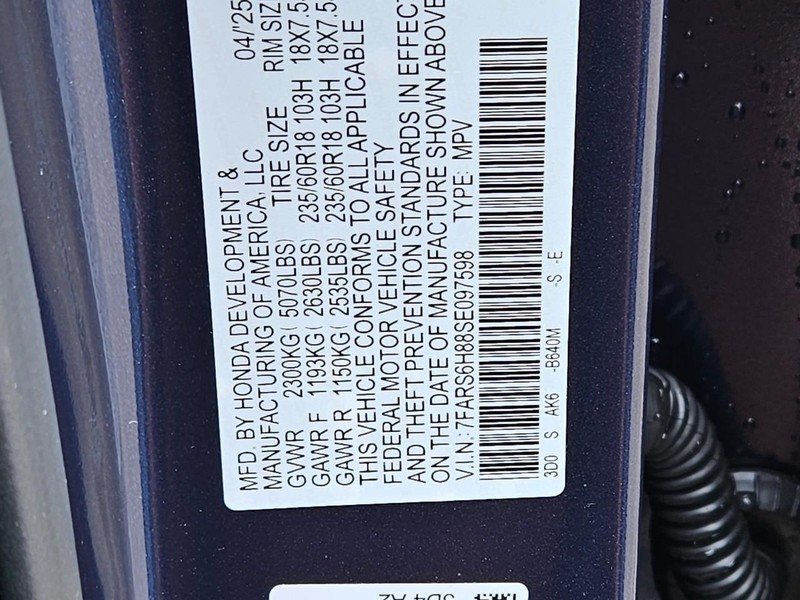 MFD. BY HONDA DEVELOPMENT & 04/25
MANUFACTURING OF AMERICA, LLC
TIRE SIZE RIM SIZ
GVWR 2300KG( 5070LBS)
GAWR F 1193KG( 2630LBS) 235/60R18 103H 18X7.5
GAWR R 1150KG( 2535LBS) 235/60R18 103H 18X7.5
THIS VEHICLE CONFORMS TO ALL APPLICABLE
FEDERAL MOTOR VEHICLE SAFETY
AND THEFT PREVENTION STANDARDS IN EFFECT
ON THE DATE OF MANUFACTURE SHOWN ABOVE
V.I.N.: 7FARS6H88SE097598 TYPE: MPV
3D0 S AK6 -B640M -S -E